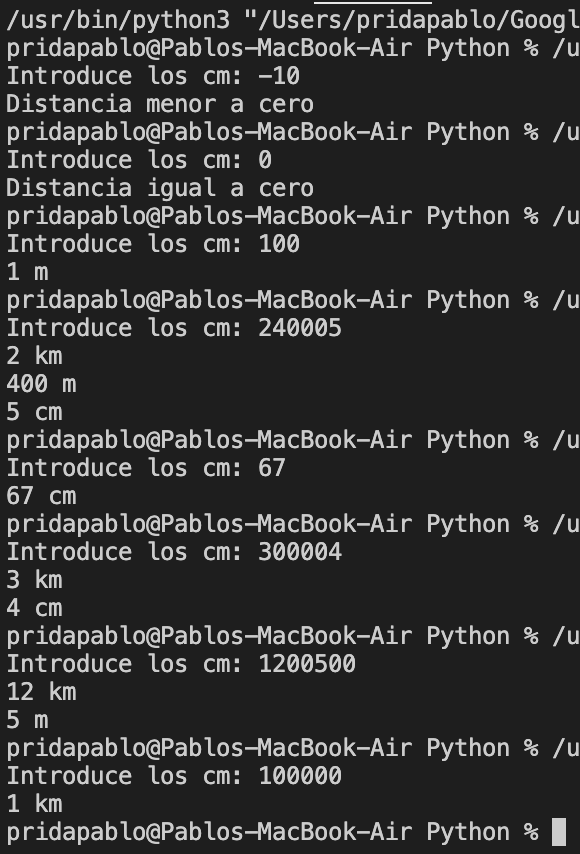 /usr/bin/python3 "/Users/pridapablo/Googl
pridapablo@Pablos-MacBook-Air Python % /u
Introduce los cm: -10
Distancia menor a cero
pridapablo@Pablos-MacBook-Air Python % /u
Introduce los cm: 0
Distancia igual a cero
pridapablo@Pablos-MacBook-Air Python % /u
Introduce los cm: 100
1 m
pridapablo@Pablos-MacBook-Air Python % /u
Introduce los cm: 240005
2 km
400 m
5 cm
pridapablo@Pablos-MacBook-Air Python % /u
Introduce los cm: 67
67 cm
pridapablo@Pablos-MacBook-Air Python % /u
Introduce los cm: 300004
3 km
4 cm
pridapablo@Pablos-MacBook-Air Python % /u
Introduce los cm: 1200500
12 km
5 m
pridapablo@Pablos-MacBook-Air Python % /u
Introduce los cm: 100000
1 km
pridapablo@Pablos-MacBook-Air Python %